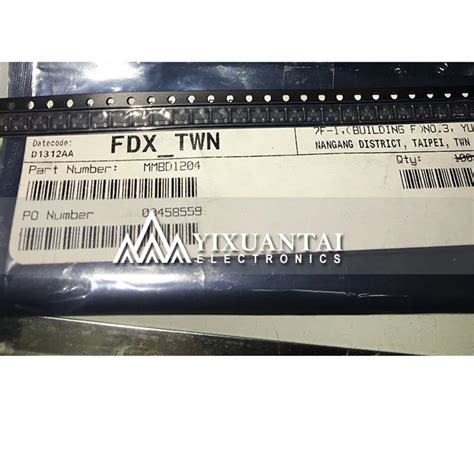 Datecode:
D1312AA
FDX_TWN
7F-1,(BUILDING F)NO.3, YU
NANGANG DISTRICT, TAIPEI, TWN
Part Number: MMBD1204
Qty:
PO Number 00458559
YIXUANTAI
ELECTRONICS